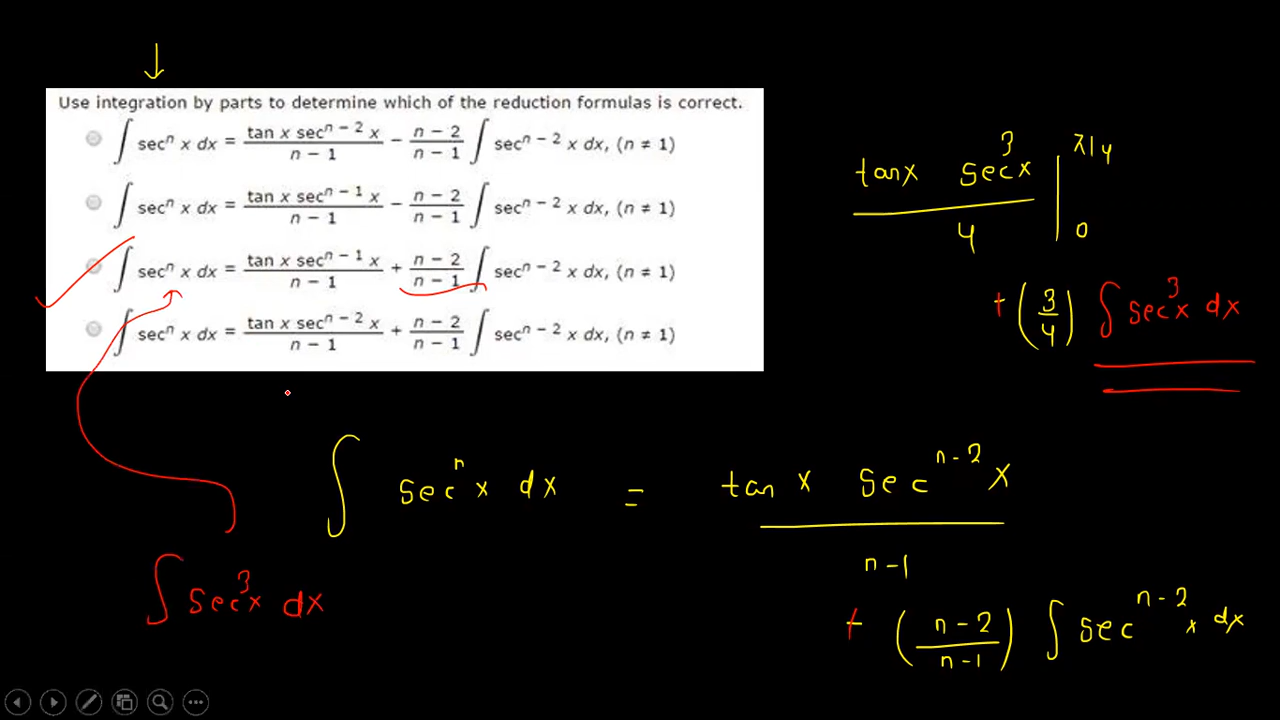 Use integration by parts to determine which of the reduction formulas is correct.
∫ secⁿ x dx = (tan x secⁿ⁻² x)/(n − 1) − (n − 2)/(n − 1) ∫ secⁿ⁻² x dx, (n ≠ 1)
∫ secⁿ x dx = (tan x secⁿ⁻¹ x)/(n − 1) − (n − 2)/(n − 1) ∫ secⁿ⁻² x dx, (n ≠ 1)
∫ secⁿ x dx = (tan x secⁿ⁻¹ x)/(n − 1) + (n − 2)/(n − 1) ∫ secⁿ⁻² x dx, (n ≠ 1)
∫ secⁿ x dx = (tan x secⁿ⁻² x)/(n − 1) + (n − 2)/(n − 1) ∫ secⁿ⁻² x dx, (n ≠ 1)
tanx sec³x / 4 | π/4 0
+ (3/4) ∫ sec³x dx
∫ secⁿ x dx = tan x secⁿ⁻² x / n-1
+ (n-2 / n-1) ∫ secⁿ⁻² x dx
∫ sec³x dx